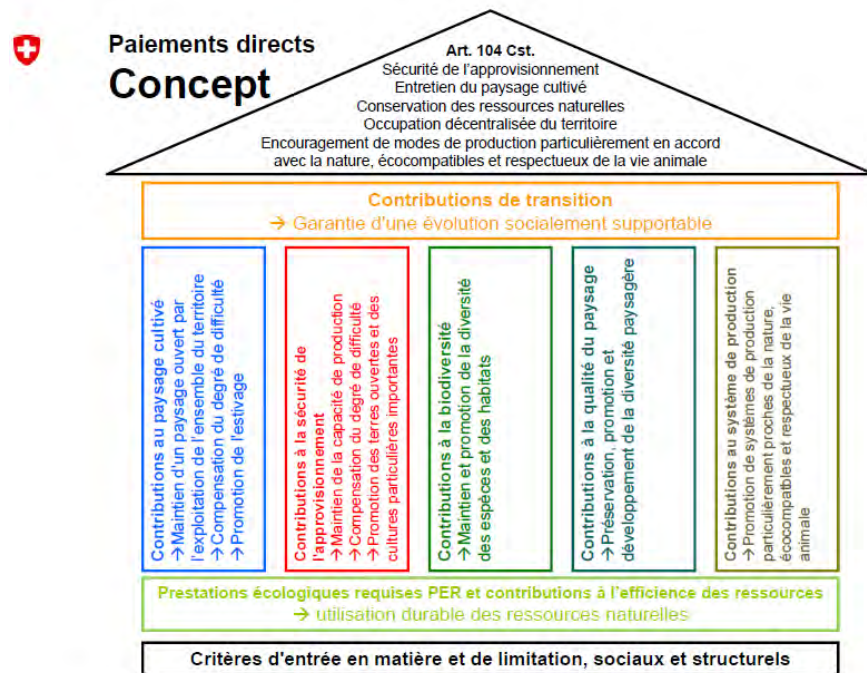 Paiements directs
Concept
Art. 104 Cst.
Sécurité de l'approvisionnement
Entretien du paysage cultivé
Conservation des ressources naturelles
Occupation décentralisée du territoire
Encouragement de modes de production particulièrement en accord
avec la nature, écocompatibles et respectueux de la vie animale
Contributions de transition
→ Garantie d'une évolution socialement supportable
Contributions au paysage cultivé
→Maintien d'un paysage ouvert par
l'exploitation de l'ensemble du territoire
→Compensation du degré de difficulté
→Promotion de l'estivage
Contributions à la sécurité de
l'approvisionnement
→Maintien de la capacité de production
→Compensation du degré de difficulté
→Promotion des terres ouvertes et des
cultures particulières importantes
Contributions à la biodiversité
→Maintien et promotion de la diversité
des espèces et des habitats
Contributions à la qualité du paysage
→Préservation, promotion et
développement de la diversité paysagère
Contributions au système de production
→Promotion de systèmes de production
particulièrement proches de la nature,
écocompatibles et respectueux de la vie
animale
Prestations écologiques requises PER et contributions à l'efficience des ressources
→ utilisation durable des ressources naturelles
Critères d'entrée en matière et de limitation, sociaux et structurels